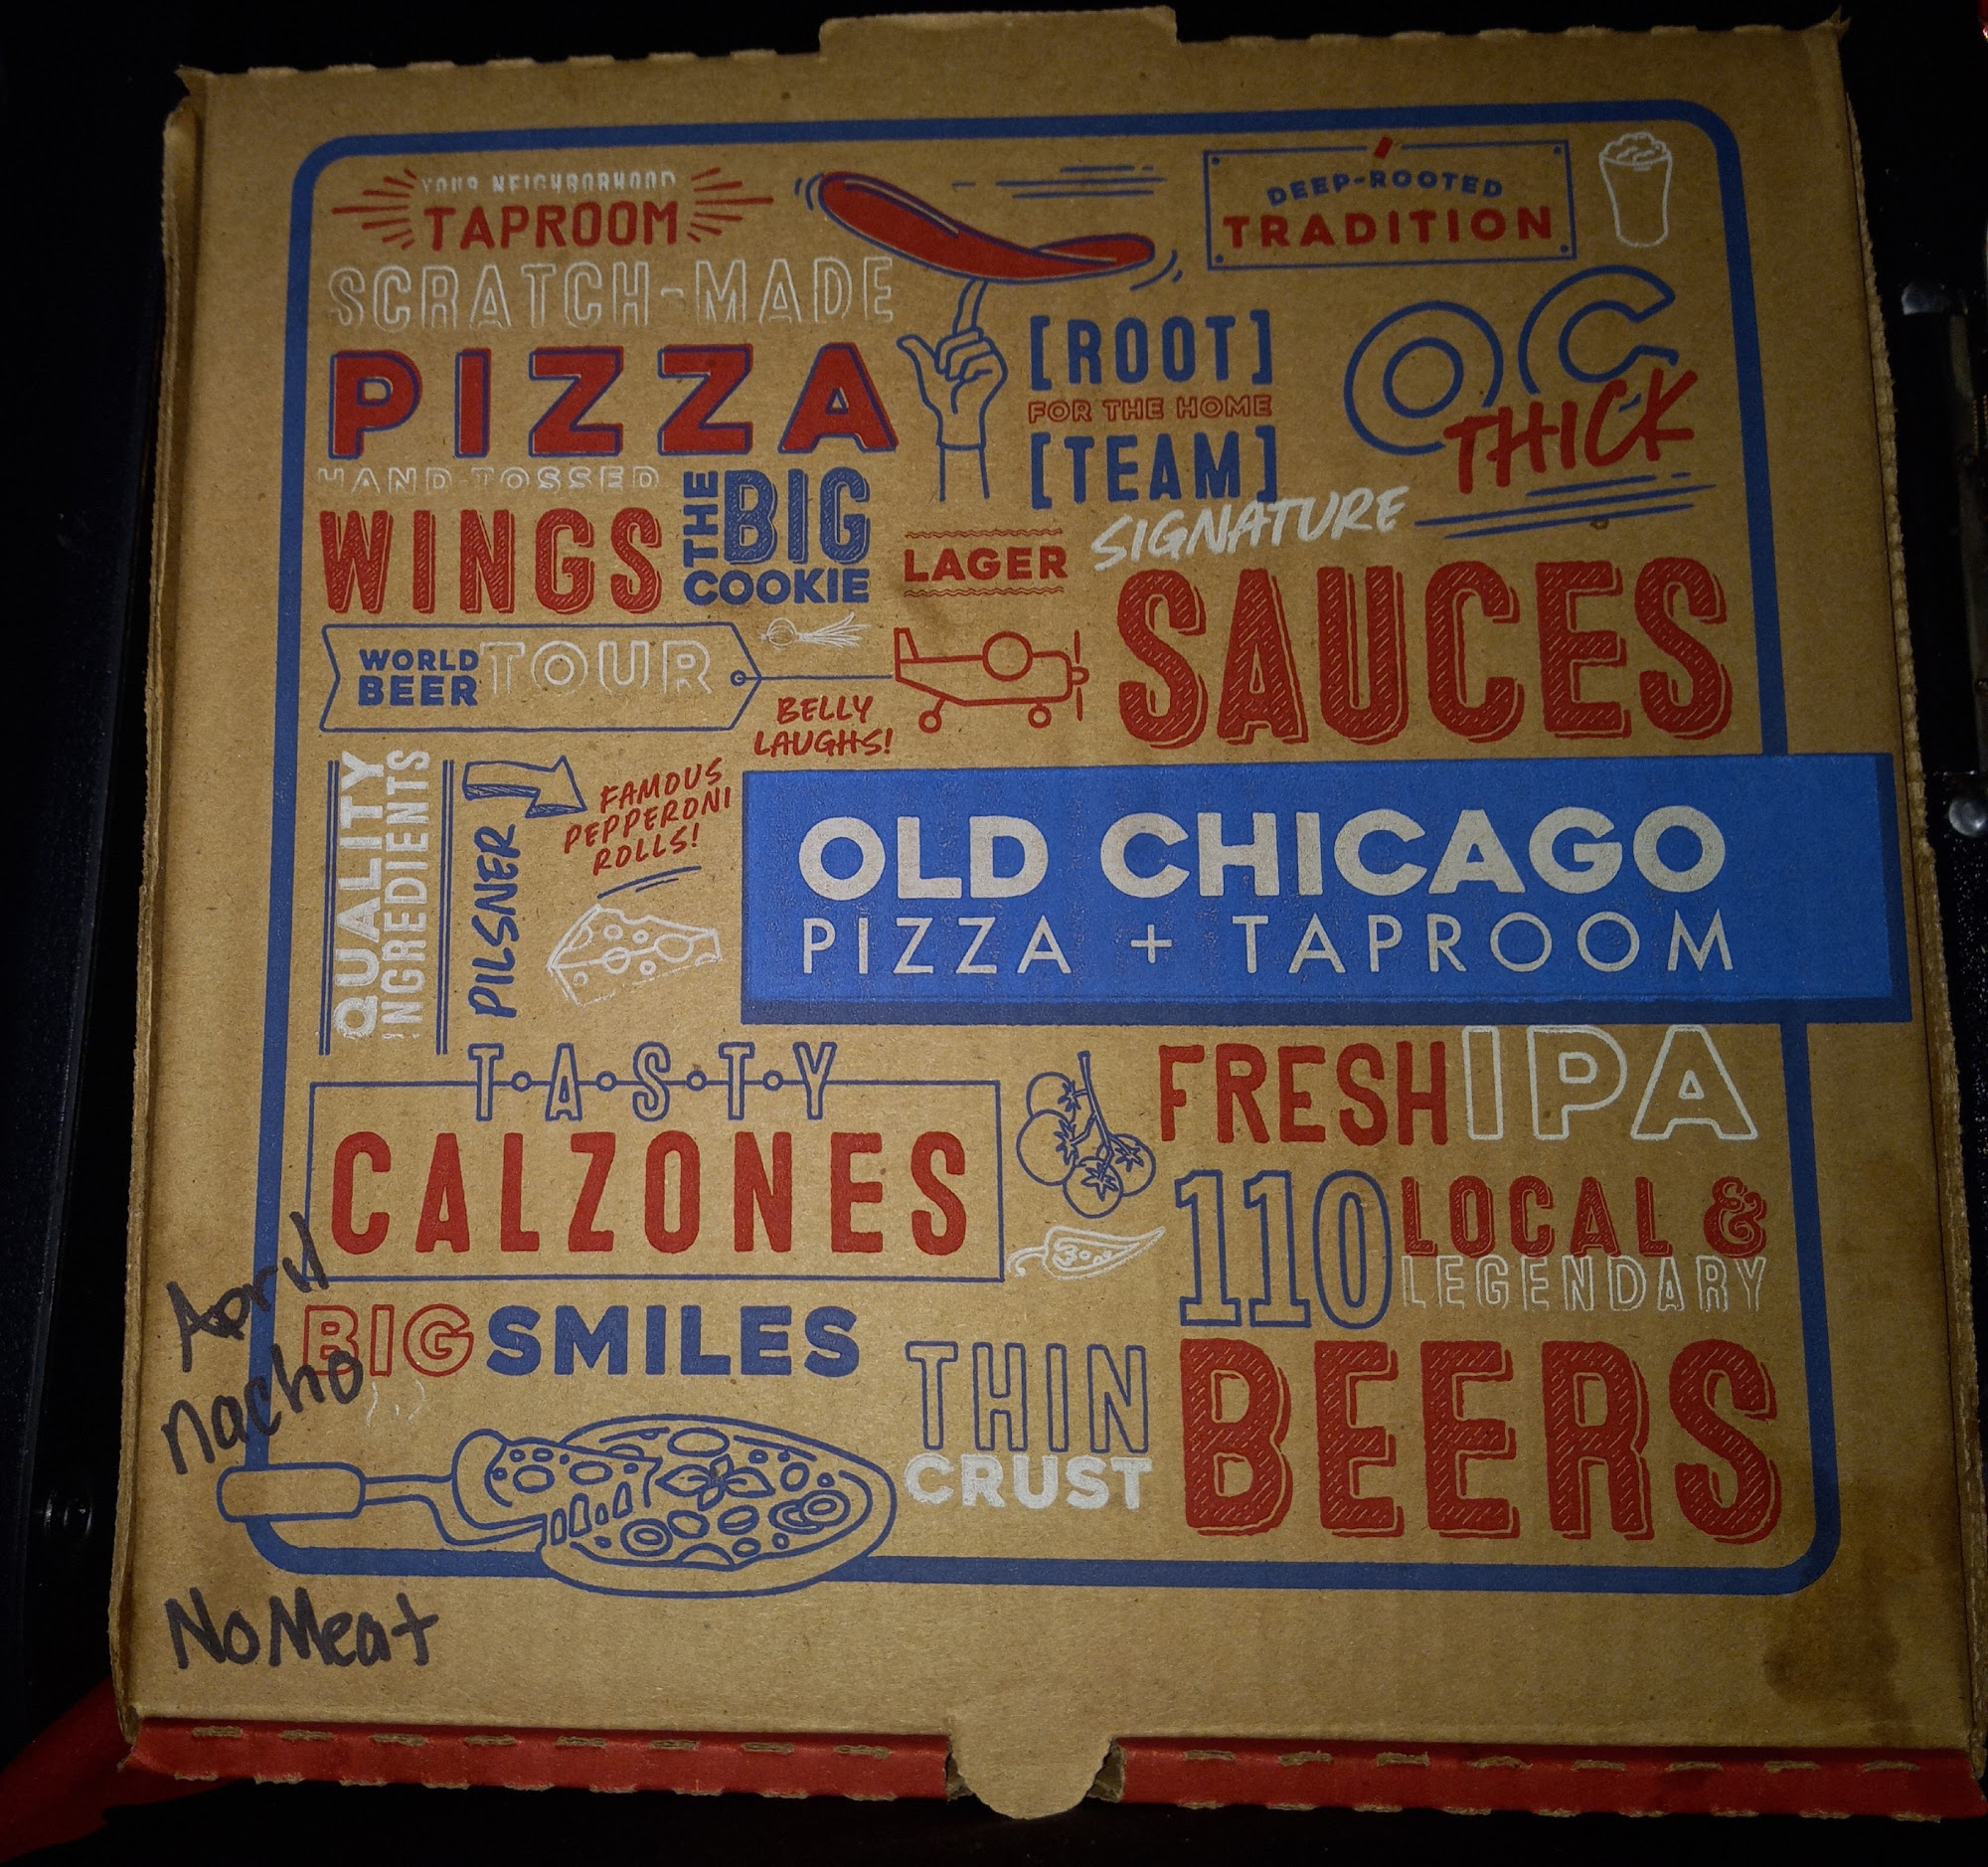 YOUR NEIGHBORHOOD
TAPROOM
SCRATCH-MADE
PIZZA
HAND-TOSSED
WINGS
THE BIG
COOKIE
DEEP-ROOTED
TRADITION
[ROOT]
FOR THE HOME
[TEAM]
OC
THICK
LAGER
SIGNATURE
SAUCES
WORLD
BEER
TOUR
BELLY
LAUGHS!
QUALITY
INGREDIENTS
PILSNER
FAMOUS
PEPPERONI
ROLLS!
OLD CHICAGO
PIZZA + TAPROOM
T•A•S•T•Y
CALZONES
FRESH IPA
110
LOCAL &
LEGENDARY
BEERS
BIG SMILES
THIN
CRUST
April
nacho
No Meat